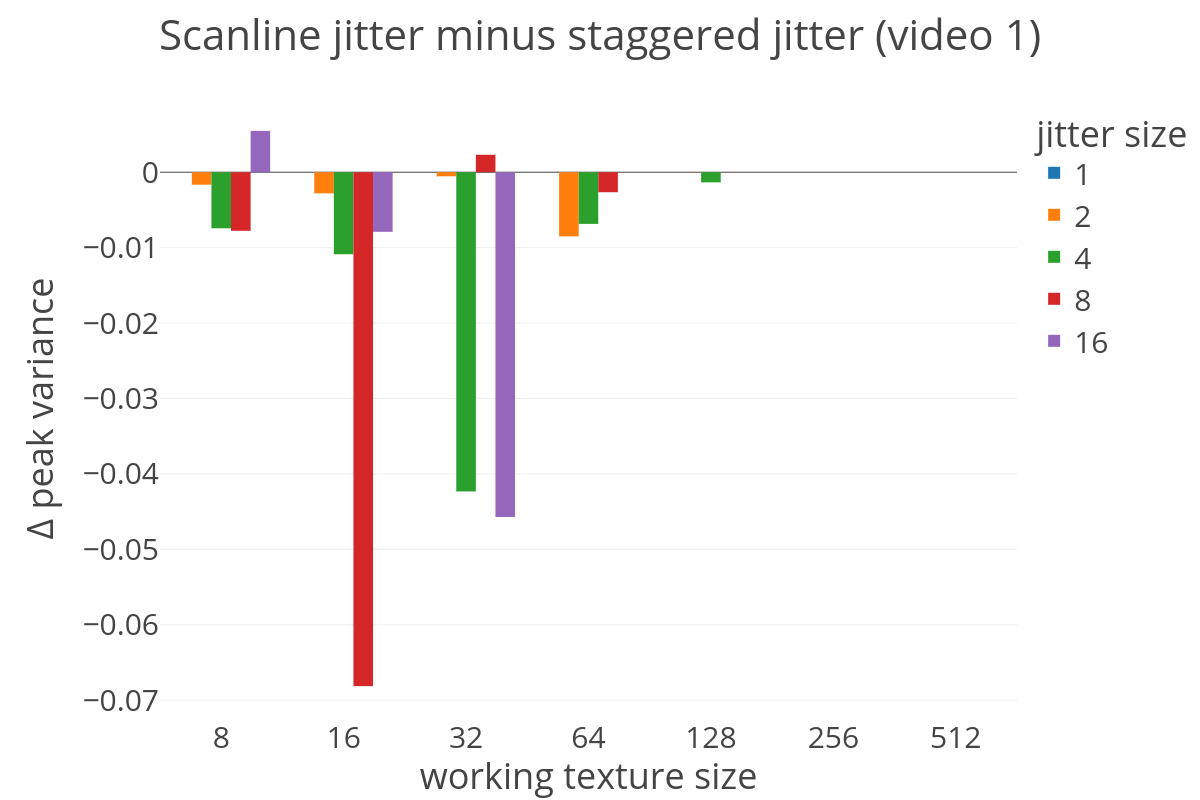 Scanline jitter minus staggered jitter (video 1)
jitter size
1
2
4
8
16
0
−0.01
−0.02
−0.03
−0.04
−0.05
−0.06
−0.07
Δ peak variance
8 16 32 64 128 256 512
working texture size